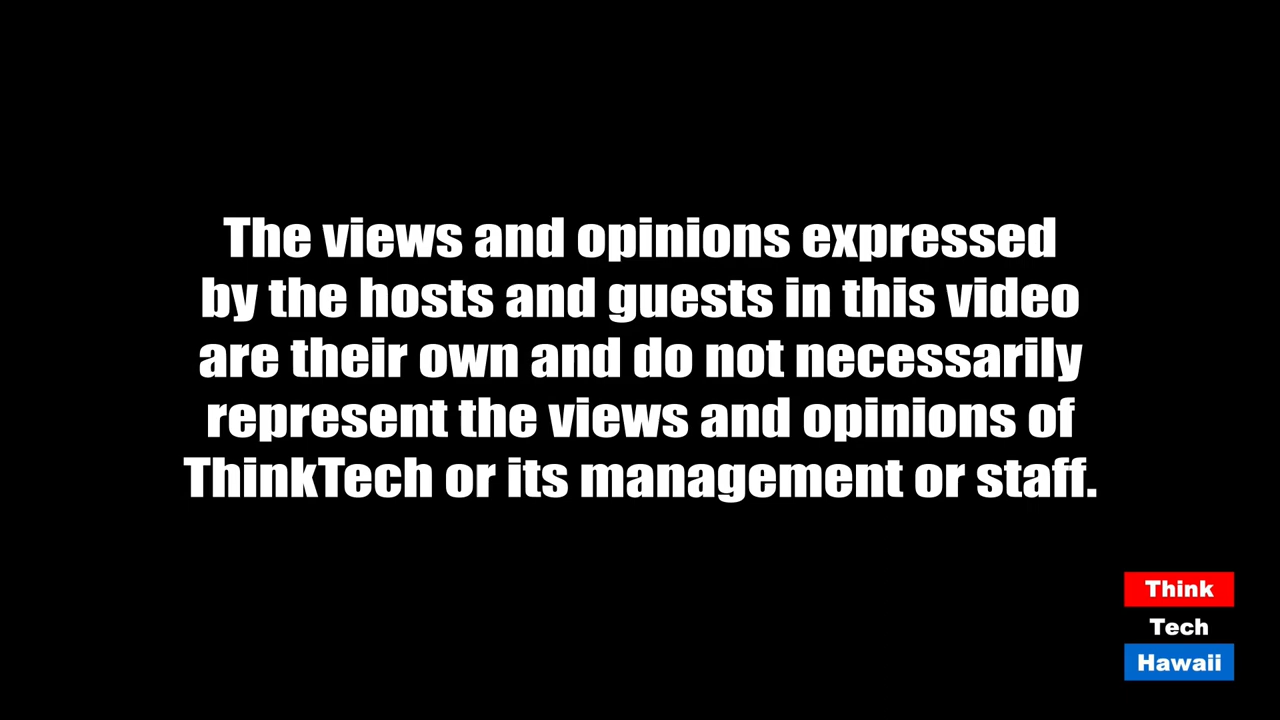 The views and opinions expressed
by the hosts and guests in this video
are their own and do not necessarily
represent the views and opinions of
ThinkTech or its management or staff.
Think
Tech
Hawaii